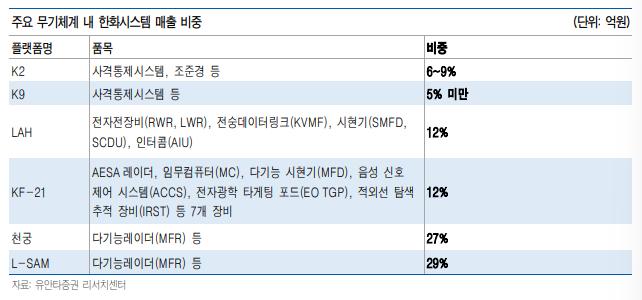 주요 무기체계 내 한화시스템 매출 비중 (단위: 억원)
플랫폼명 품목 비중
K2 사격통제시스템, 조준경 등 6~9%
K9 사격통제시스템 등 5% 미만
LAH 전자전장비(RWR, LWR), 전술데이터링크(KVMF), 시현기(SMFD,
SCDU), 인터콤(AIU) 12%
KF-21 AESA 레이더, 임무컴퓨터(MC), 다기능 시현기(MFD), 음성 신호
제어 시스템(ACCS), 전자광학 타게팅 포드(EO TGP), 적외선 탐색
추적 장비(IRST) 등 7개 장비 12%
천궁 다기능레이더(MFR) 등 27%
L-SAM 다기능레이더(MFR) 등 29%
자료: 유안타증권 리서치센터